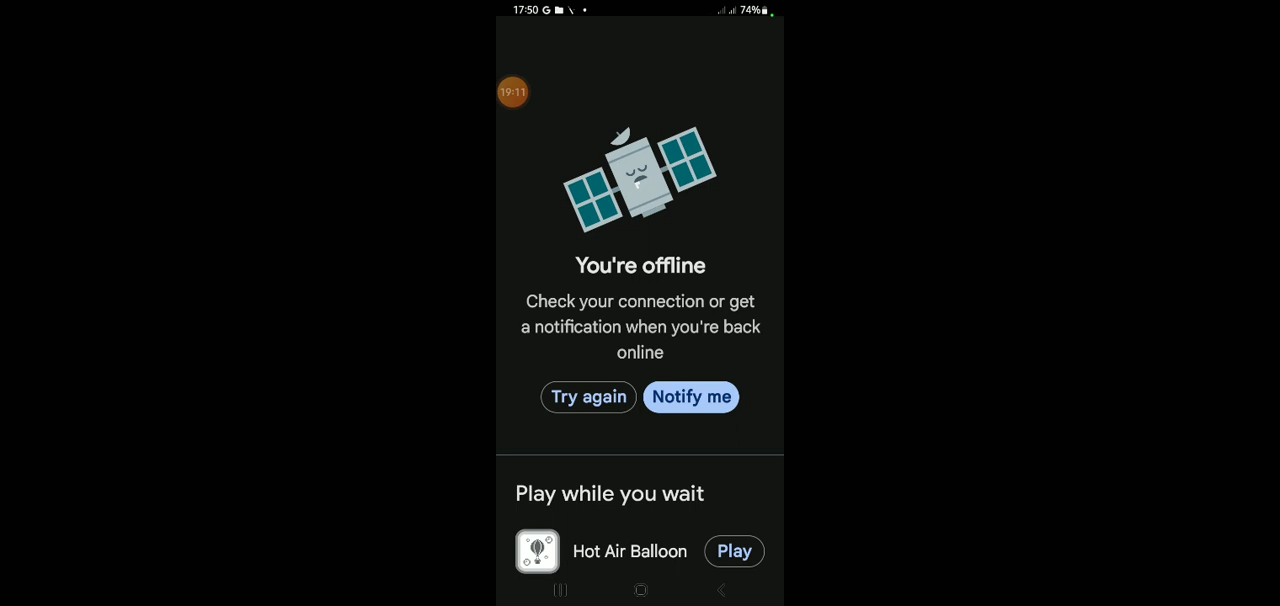 17:50 G 74%
19:11
You're offline
Check your connection or get
a notification when you're back
online
Try again Notify me
Play while you wait
Hot Air Balloon Play